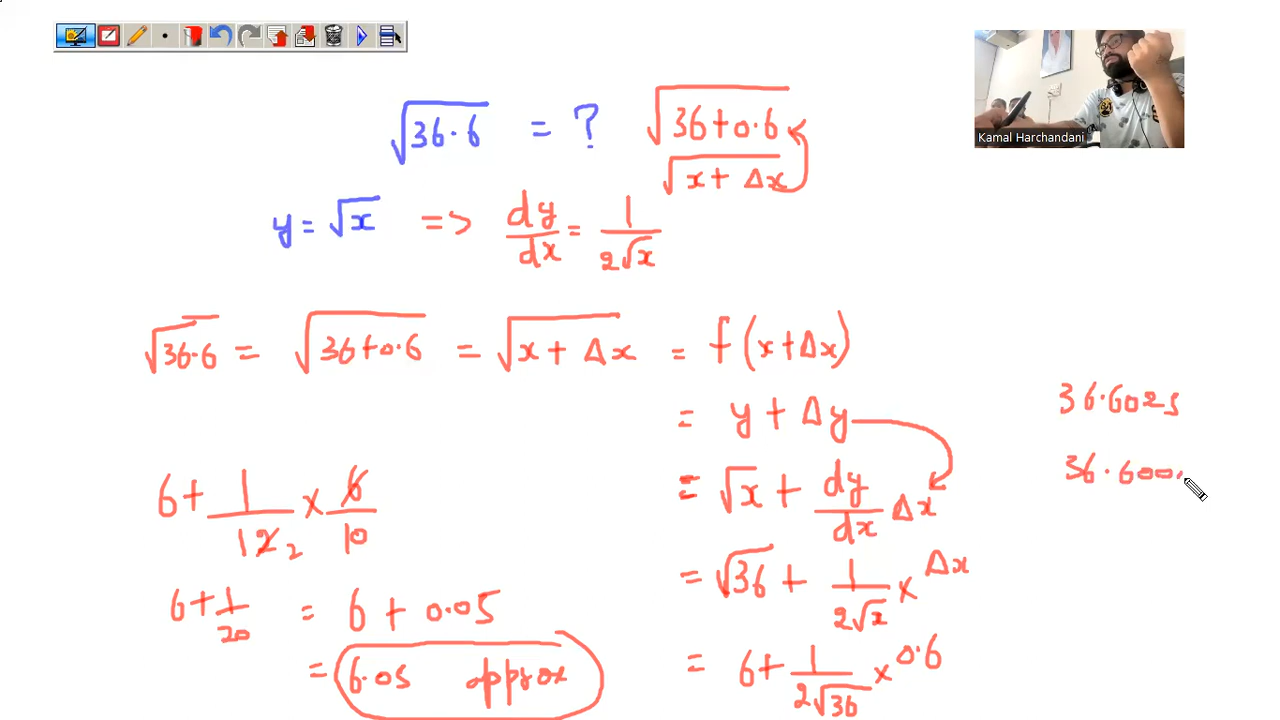 √36.6 = ?
√36+0.6
√x + Δx
y = √x => dy/dx = 1/2√x
√36.6 = √36+0.6 = √x + Δx = f(x+Δx)
= y + Δy
= √x + dy/dx Δx
= √36 + 1/2√x × Δx
= 6 + 1/2√36 × 0.6
6 + 1/12 2 × 6/10
6 + 1/20 = 6 + 0.05
= 6.05 approx
36.6025
36.600.
Kamal Harchandani